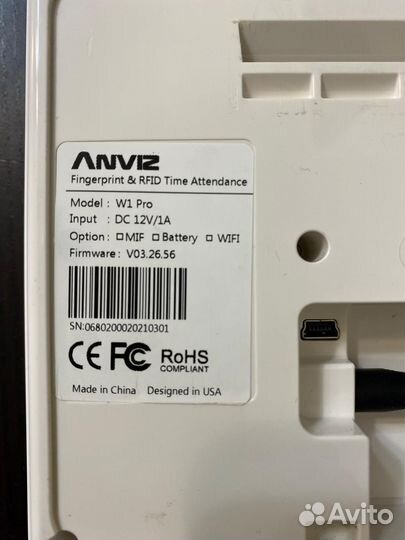 ANVIZ
Fingerprint & RFID Time Attendance
Model : W1 Pro
Input : DC 12V/1A
Option : □MIF □Battery □ WIFI
Firmware : V03.26.56
SN:0680200020210301
CE FC RoHS
COMPLIANT
Made in China Designed in USA
Avito